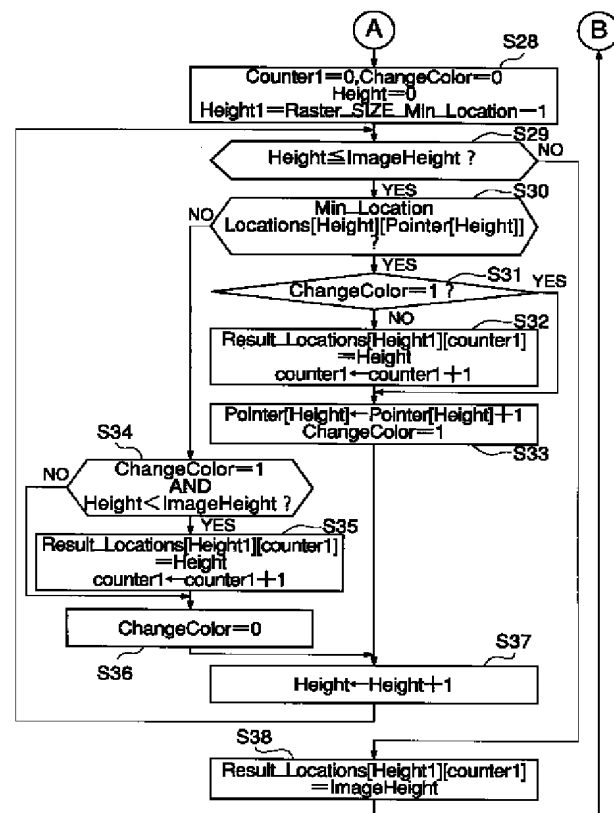 A
B
S28
Counter1=0,ChangeColor=0
Height=0
Height1=Raster_SIZE_Min_Location-1
S29
Height≦ImageHeight ?
NO
YES
S30
NO
Min_Location
Locations[Height][Pointer[Height]]
?
YES
S31
ChangeColor=1 ?
YES
NO
S32
Result_Locations[Height1][counter1]
=Height
counter1←counter1+1
Pointer[Height]←Pointer[Height]+1
ChangeColor=1
S33
S34
NO
ChangeColor=1
AND
Height<ImageHeight ?
YES
S35
Result_Locations[Height1][counter1]
=Height
counter1←counter1+1
ChangeColor=0
S36
S37
Height←Height+1
S38
Result_Locations[Height1][counter1]
=ImageHeight